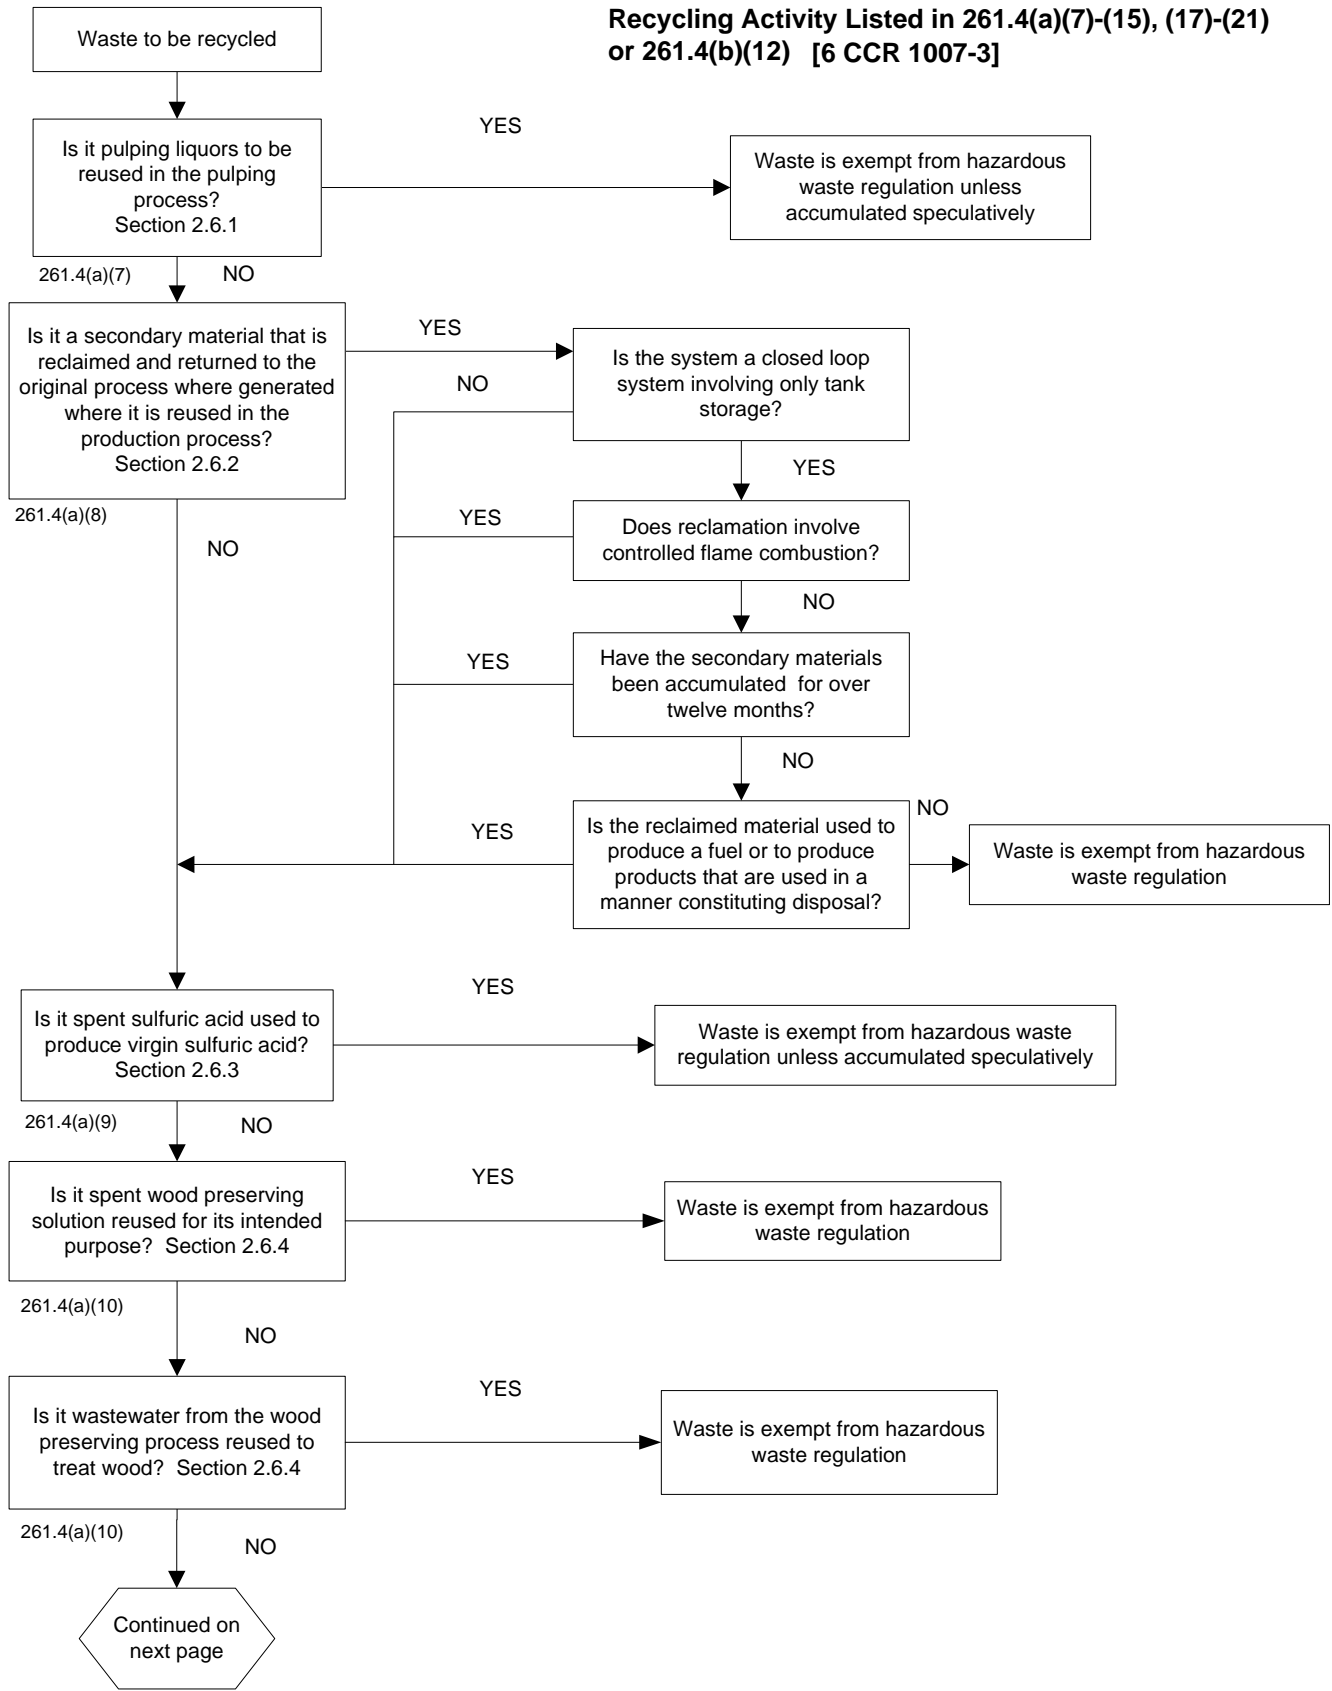 Recycling Activity Listed in 261.4(a)(7)-(15), (17)-(21)
or 261.4(b)(12) [6 CCR 1007-3]
Waste to be recycled
Is it pulping liquors to be
reused in the pulping
process?
Section 2.6.1
YES
Waste is exempt from hazardous
waste regulation unless
accumulated speculatively
261.4(a)(7)
NO
Is it a secondary material that is
reclaimed and returned to the
original process where generated
where it is reused in the
production process?
Section 2.6.2
YES
Is the system a closed loop
system involving only tank
storage?
NO
YES
261.4(a)(8)
NO
Does reclamation involve
controlled flame combustion?
YES
NO
Have the secondary materials
been accumulated for over
twelve months?
YES
NO
Is the reclaimed material used to
produce a fuel or to produce
products that are used in a
manner constituting disposal?
YES
NO
Waste is exempt from hazardous
waste regulation
Is it spent sulfuric acid used to
produce virgin sulfuric acid?
Section 2.6.3
YES
Waste is exempt from hazardous waste
regulation unless accumulated speculatively
261.4(a)(9)
NO
Is it spent wood preserving
solution reused for its intended
purpose? Section 2.6.4
YES
Waste is exempt from hazardous
waste regulation
261.4(a)(10)
NO
Is it wastewater from the wood
preserving process reused to
treat wood? Section 2.6.4
YES
Waste is exempt from hazardous
waste regulation
261.4(a)(10)
NO
Continued on
next page